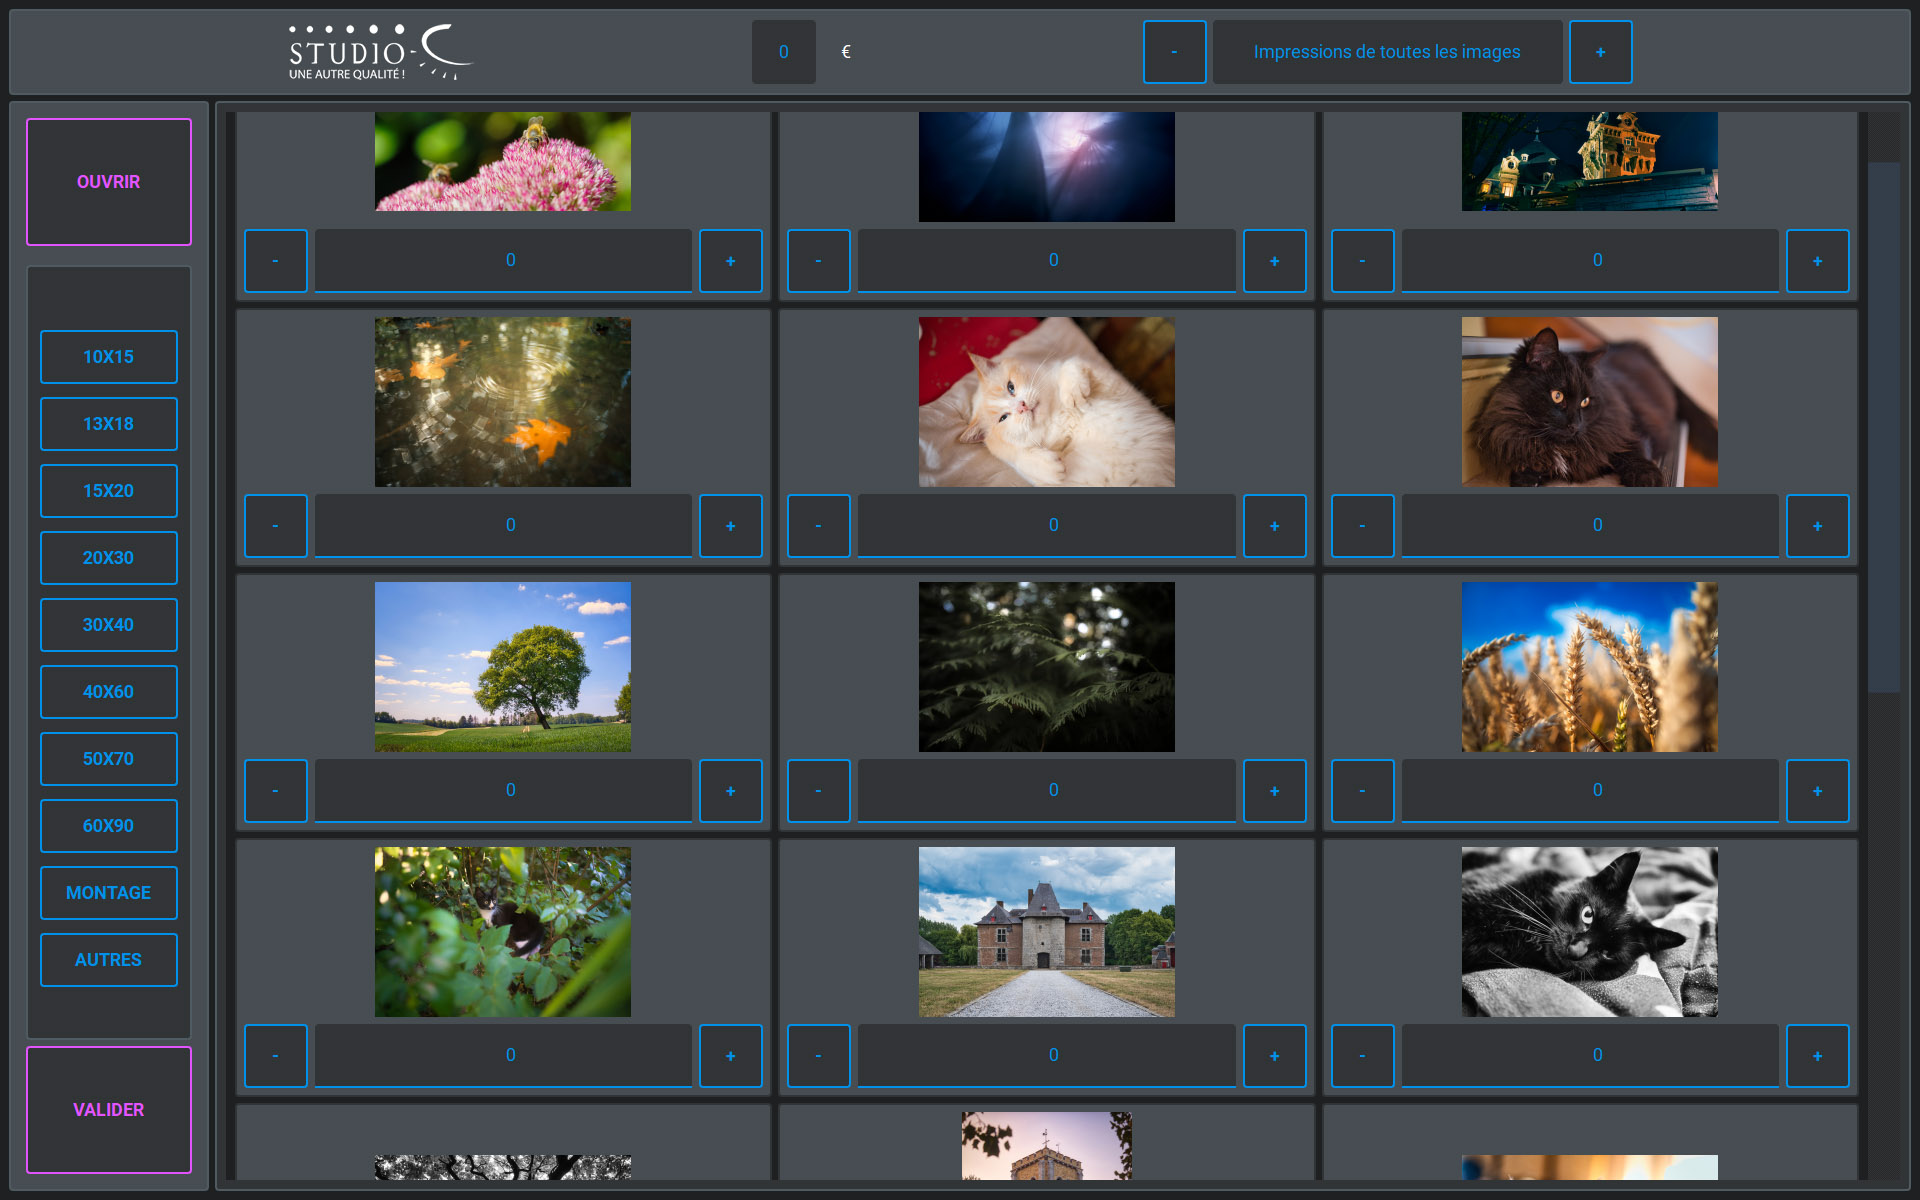 STUDIO-C
UNE AUTRE QUALITÉ !
0 €
- Impressions de toutes les images +
OUVRIR
10X15
13X18
15X20
20X30
30X40
40X60
50X70
60X90
MONTAGE
AUTRES
VALIDER
- 0 + - 0 + - 0 +
- 0 + - 0 + - 0 +
- 0 + - 0 + - 0 +
- 0 + - 0 + - 0 +